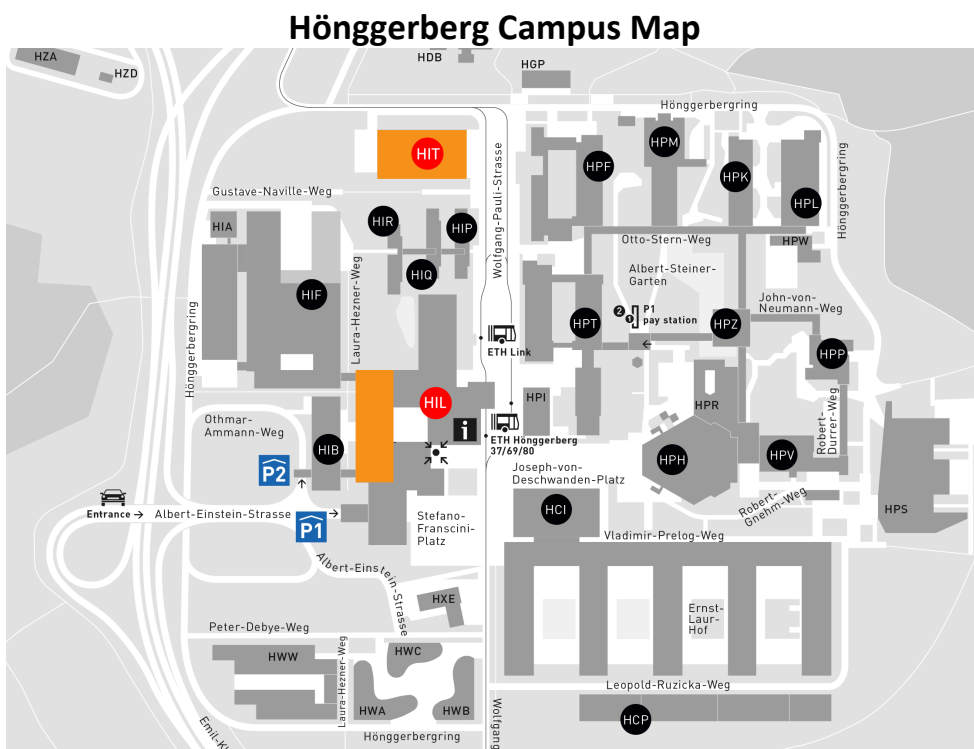 Hönggerberg Campus Map
HZA
HZD
HDB
HGP
Hönggerbergring
HIT
HPM
HPF
HPK
HPL
Hönggerbergring
Gustave-Naville-Weg
Wolfgang-Pauli-Strasse
HIA
HIR
HIP
HIQ
HIF
Laura-Hezner-Weg
Hönggerbergring
Otto-Stern-Weg
HPW
Albert-Steiner-
Garten
John-von-
Neumann-Weg
2
1
P1
pay station
HPT
HPZ
HPP
ETH Link
HIL
i
HPI
HPR
Robert-
Durrer-Weg
Othmar-
Ammann-Weg
HIB
ETH Hönggerberg
37/69/80
P2
HPH
HPV
Joseph-von-
Deschwanden-Platz
Robert-
Gnehm-Weg
Entrance
Albert-Einstein-Strasse
P1
Stefano-
Franscini-
Platz
HCI
HPS
Vladimir-Prelog-Weg
Albert-Einstein-Strasse
HXE
Ernst-
Laur-
Hof
Peter-Debye-Weg
HWW
Laura-Hezner-Weg
HWC
HWA
HWB
Leopold-Ruzicka-Weg
HCP
Wolfgang
Hönggerbergring